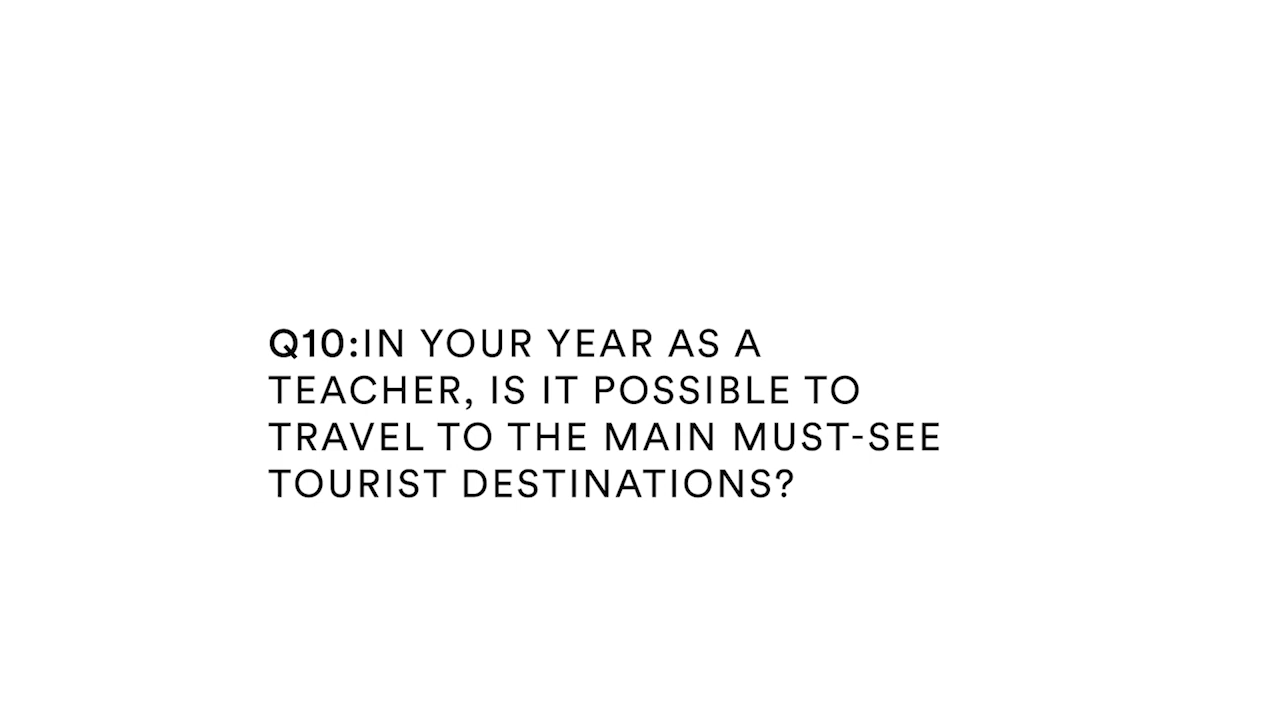 Q10:IN YOUR YEAR AS A
TEACHER, IS IT POSSIBLE TO
TRAVEL TO THE MAIN MUST-SEE
TOURIST DESTINATIONS?